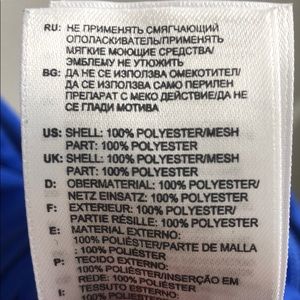 RU: НЕ ПРИМЕНЯТЬ СМЯГЧАЮЩИЙ
ОПОЛАСКИВАТЕЛЬ/ПРИМЕНЯТЬ
МЯГКИЕ МОЮЩИЕ СРЕДСТВА/
ЭМБЛЕМУ НЕ УТЮЖИТЬ
BG: ДА НЕ СЕ ИЗПОЛЗВА ОМЕКОТИТЕЛ/
ДА СЕ ИЗПОЛЗВА САМО ПЕРИЛЕН
ПРЕПАРАТ С МЕКО ДЕЙСТВИЕ/ДА НЕ
СЕ ГЛАДИ МОТИВА
US: SHELL: 100% POLYESTER/MESH
PART: 100% POLYESTER
UK: SHELL: 100% POLYESTER/MESH
PART: 100% POLYESTER
D: OBERMATERIAL: 100% POLYESTER/
NETZ EINSATZ: 100% POLYESTER
F: EXTERIEUR: 100% POLYESTER/
PARTIE RÉSILLE: 100% POLYESTER
E: MATERIAL EXTERNO:
100% POLIÉSTER/PARTE DE MALLA
: 100% POLIÉSTER
P: TECIDO EXTERNO:
100% POLIÉSTER/INSERÇÃO EM
REDE: 100% POLIÉSTER
I: TESSUTO ESTERNO: